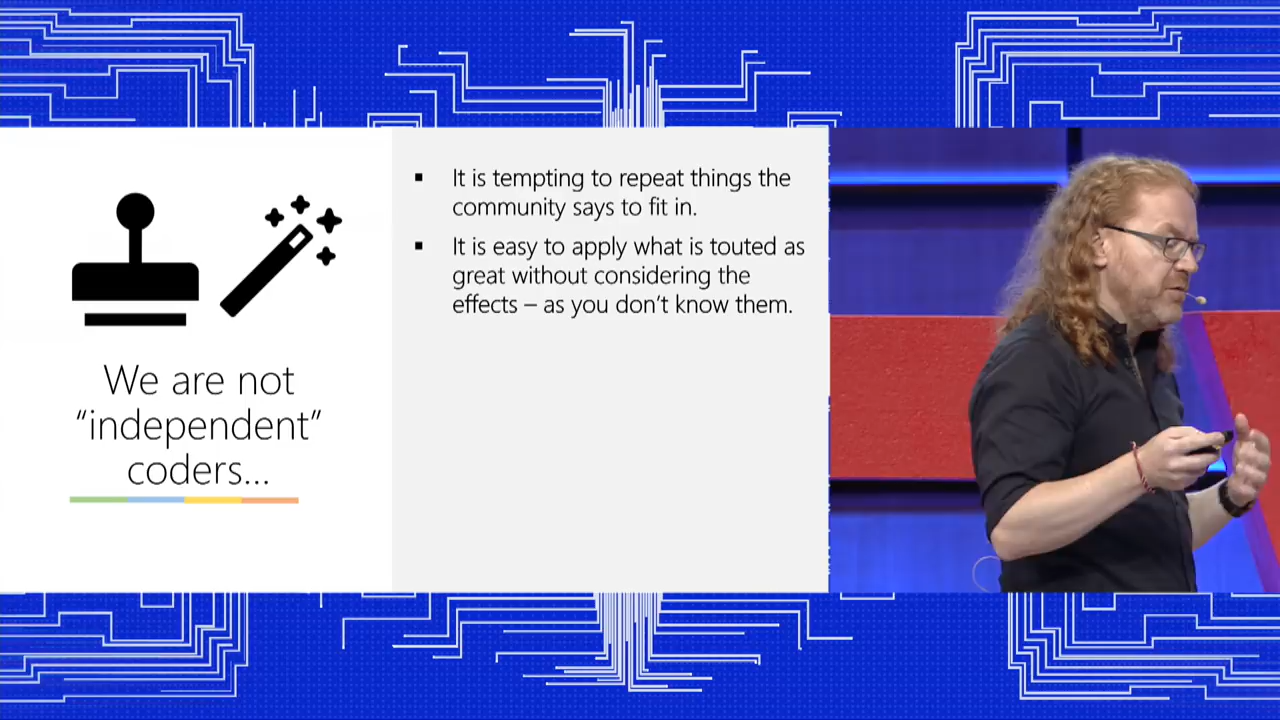 We are not
“independent”
coders...
▪ It is tempting to repeat things the
community says to fit in.
▪ It is easy to apply what is touted as
great without considering the
effects – as you don’t know them.